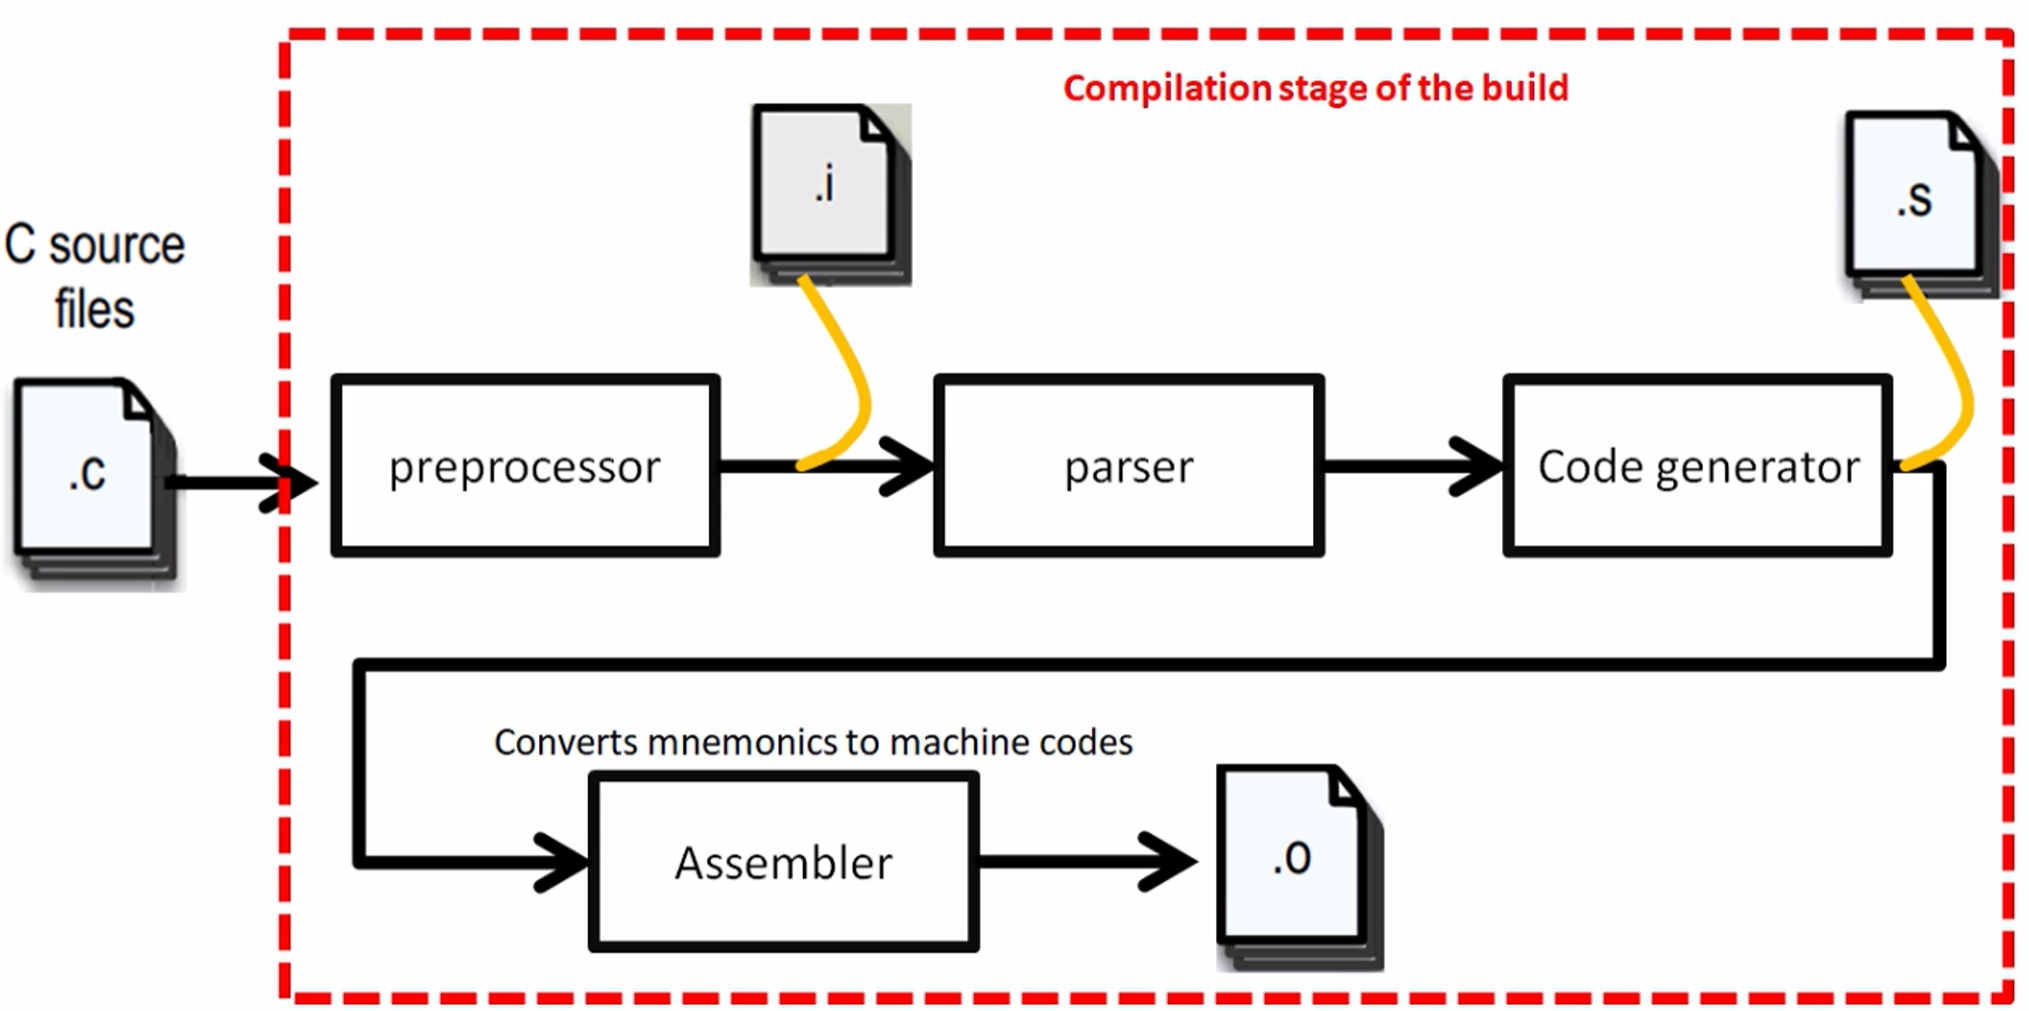 Compilation stage of the build
.i
.s
C source
files
.c
preprocessor
parser
Code generator
Converts mnemonics to machine codes
Assembler
.o